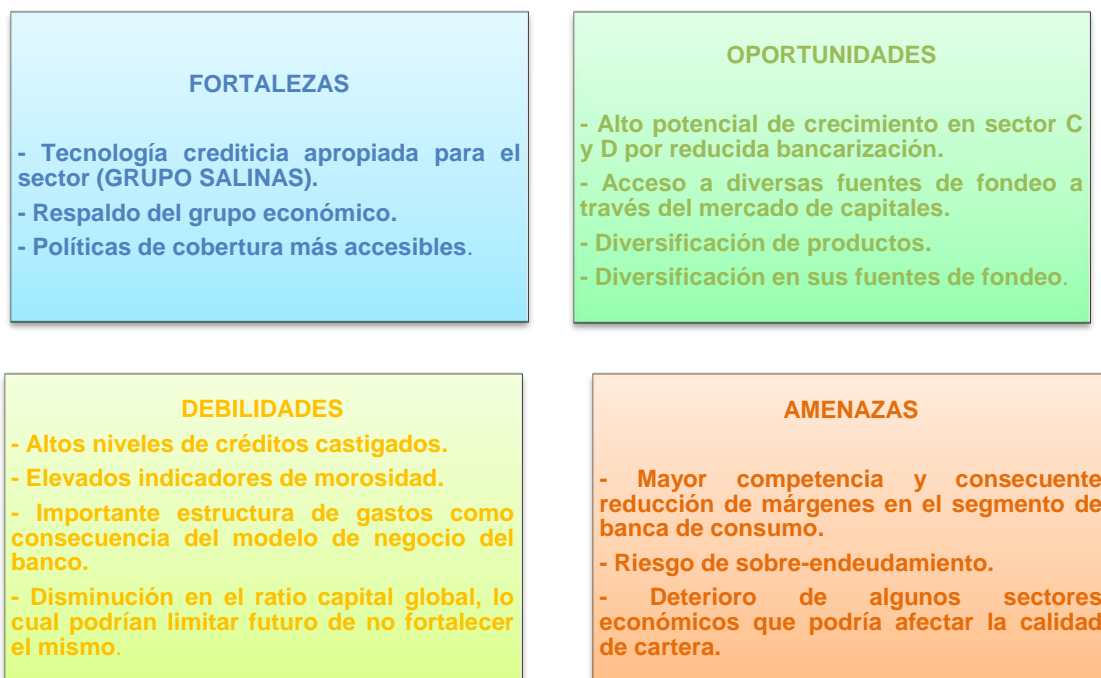 FORTALEZAS
- Tecnología crediticia apropiada para el
sector (GRUPO SALINAS).
- Respaldo del grupo económico.
- Políticas de cobertura más accesibles.
OPORTUNIDADES
- Alto potencial de crecimiento en sector C
y D por reducida bancarización.
- Acceso a diversas fuentes de fondeo a
través del mercado de capitales.
- Diversificación de productos.
- Diversificación en sus fuentes de fondeo.
DEBILIDADES
- Altos niveles de créditos castigados.
- Elevados indicadores de morosidad.
- Importante estructura de gastos como
consecuencia del modelo de negocio del
banco.
- Disminución en el ratio capital global, lo
cual podrían limitar futuro de no fortalecer
el mismo.
AMENAZAS
- Mayor competencia y consecuente
reducción de márgenes en el segmento de
banca de consumo.
- Riesgo de sobre-endeudamiento.
- Deterioro de algunos sectores
económicos que podría afectar la calidad
de cartera.